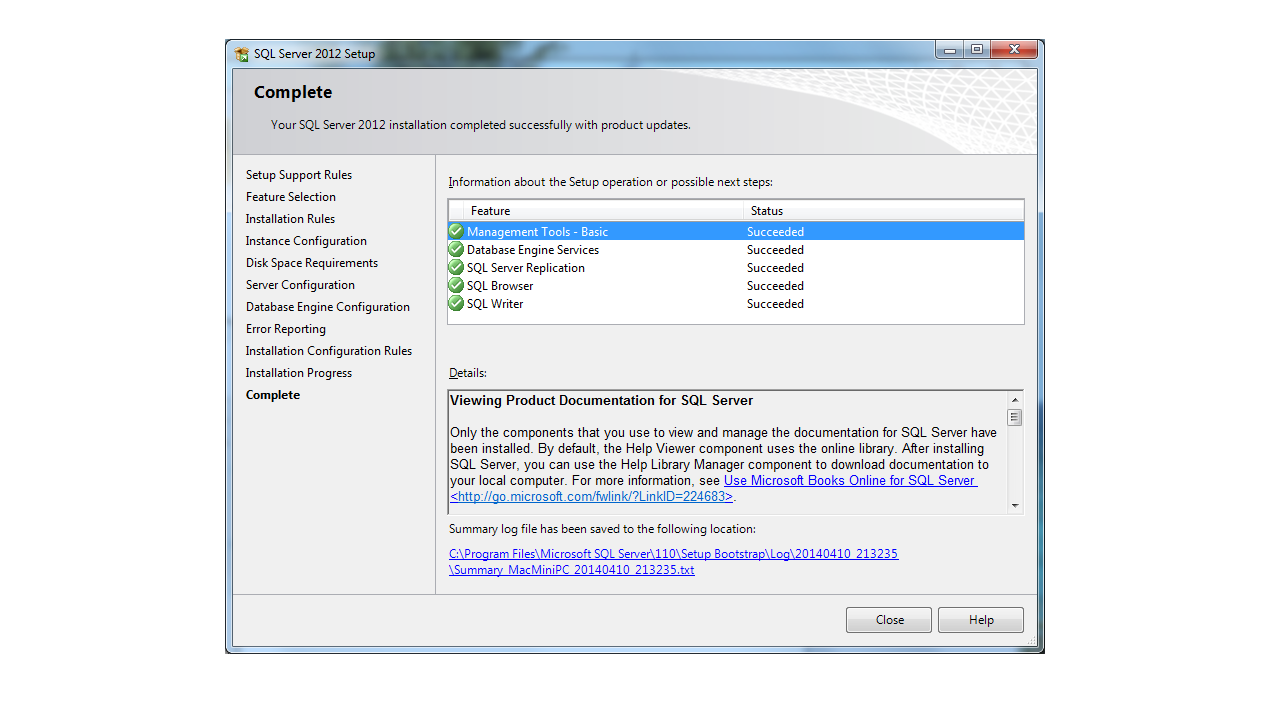 SQL Server 2012 Setup
Complete
Your SQL Server 2012 installation completed successfully with product updates.
Setup Support Rules
Feature Selection
Installation Rules
Instance Configuration
Disk Space Requirements
Server Configuration
Database Engine Configuration
Error Reporting
Installation Configuration Rules
Installation Progress
Complete
Information about the Setup operation or possible next steps:
Feature Status
Management Tools - Basic Succeeded
Database Engine Services Succeeded
SQL Server Replication Succeeded
SQL Browser Succeeded
SQL Writer Succeeded
Details:
Viewing Product Documentation for SQL Server
Only the components that you use to view and manage the documentation for SQL Server have
been installed. By default, the Help Viewer component uses the online library. After installing
SQL Server, you can use the Help Library Manager component to download documentation to
your local computer. For more information, see Use Microsoft Books Online for SQL Server
<http://go.microsoft.com/fwlink/?LinkID=224683>.
Summary log file has been saved to the following location:
C:\Program Files\Microsoft SQL Server\110\Setup Bootstrap\Log\20140410_213235
\Summary_MacMiniPC_20140410_213235.txt
Close Help